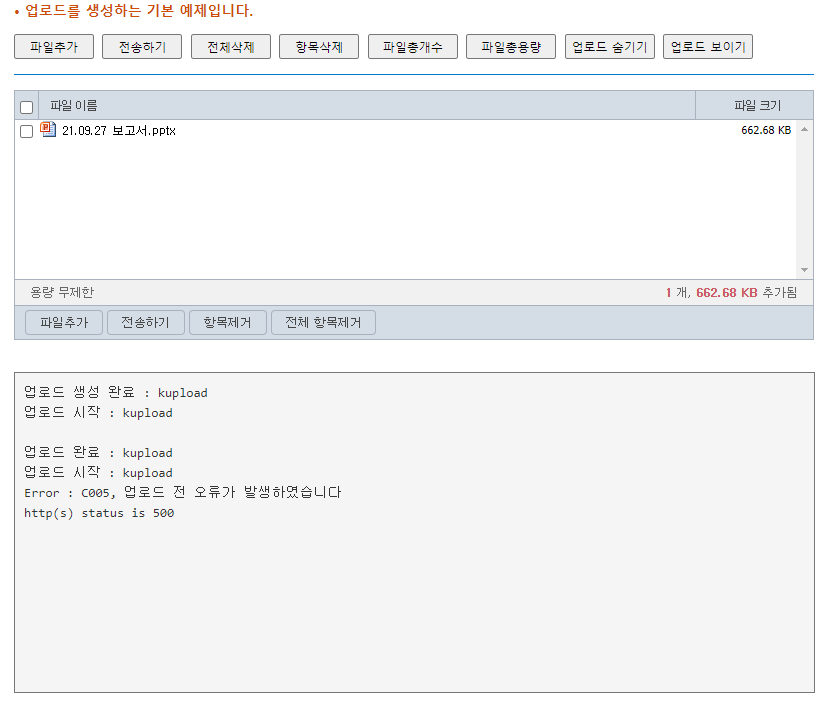 • 업로드를 생성하는 기본 예제입니다.
파일추가 전송하기 전체삭제 항목삭제 파일총개수 파일총용량 업로드 숨기기 업로드 보이기
파일 이름 파일 크기
21.09.27 보고서.pptx 662.68 KB
용량 무제한 1 개, 662.68 KB 추가됨
파일추가 전송하기 항목제거 전체 항목제거
업로드 생성 완료 : kupload
업로드 시작 : kupload
업로드 완료 : kupload
업로드 시작 : kupload
Error : C005, 업로드 전 오류가 발생하였습니다
http(s) status is 500